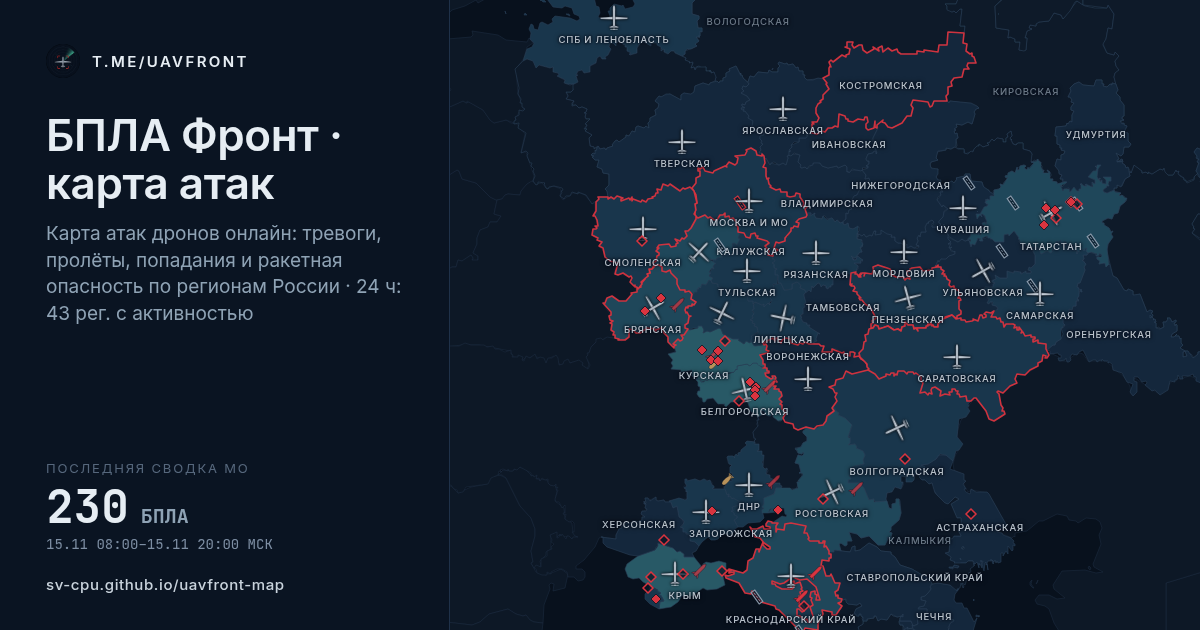 T.ME/UAVFRONT
БПЛА Фронт ·
карта атак
Карта атак дронов онлайн: тревоги,
пролёты, попадания и ракетная
опасность по регионам России · 24 ч:
43 рег. с активностью
ПОСЛЕДНЯЯ СВОДКА МО
230 БПЛА
15.11 08:00–15.11 20:00 МСК
sv-cpu.github.io/uavfront-map
ВОЛОГОДСКАЯ
СПБ И ЛЕНОБЛАСТЬ
КОСТРОМСКАЯ
КИРОВСКАЯ
ЯРОСЛАВСКАЯ
УДМУРТИЯ
ИВАНОВСКАЯ
ТВЕРСКАЯ
НИЖЕГОРОДСКАЯ
ВЛАДИМИРСКАЯ
МОСКВА И МО
ЧУВАШИЯ
ТАТАРСТАН
КАЛУЖСКАЯ
СМОЛЕНСКАЯ
РЯЗАНСКАЯ
МОРДОВИЯ
ТУЛЬСКАЯ
УЛЬЯНОВСКАЯ
ТАМБОВСКАЯ
САМАРСКАЯ
ПЕНЗЕНСКАЯ
БРЯНСКАЯ
ОРЕНБУРГСКАЯ
ЛИПЕЦКАЯ
ВОРОНЕЖСКАЯ
КУРСКАЯ
САРАТОВСКАЯ
БЕЛГОРОДСКАЯ
ВОЛГОГРАДСКАЯ
ДНР
РОСТОВСКАЯ
ХЕРСОНСКАЯ
АСТРАХАНСКАЯ
ЗАПОРОЖСКАЯ
КАЛМЫКИЯ
СТАВРОПОЛЬСКИЙ КРАЙ
КРЫМ
ЧЕЧНЯ
КРАСНОДАРСКИЙ КРАЙ